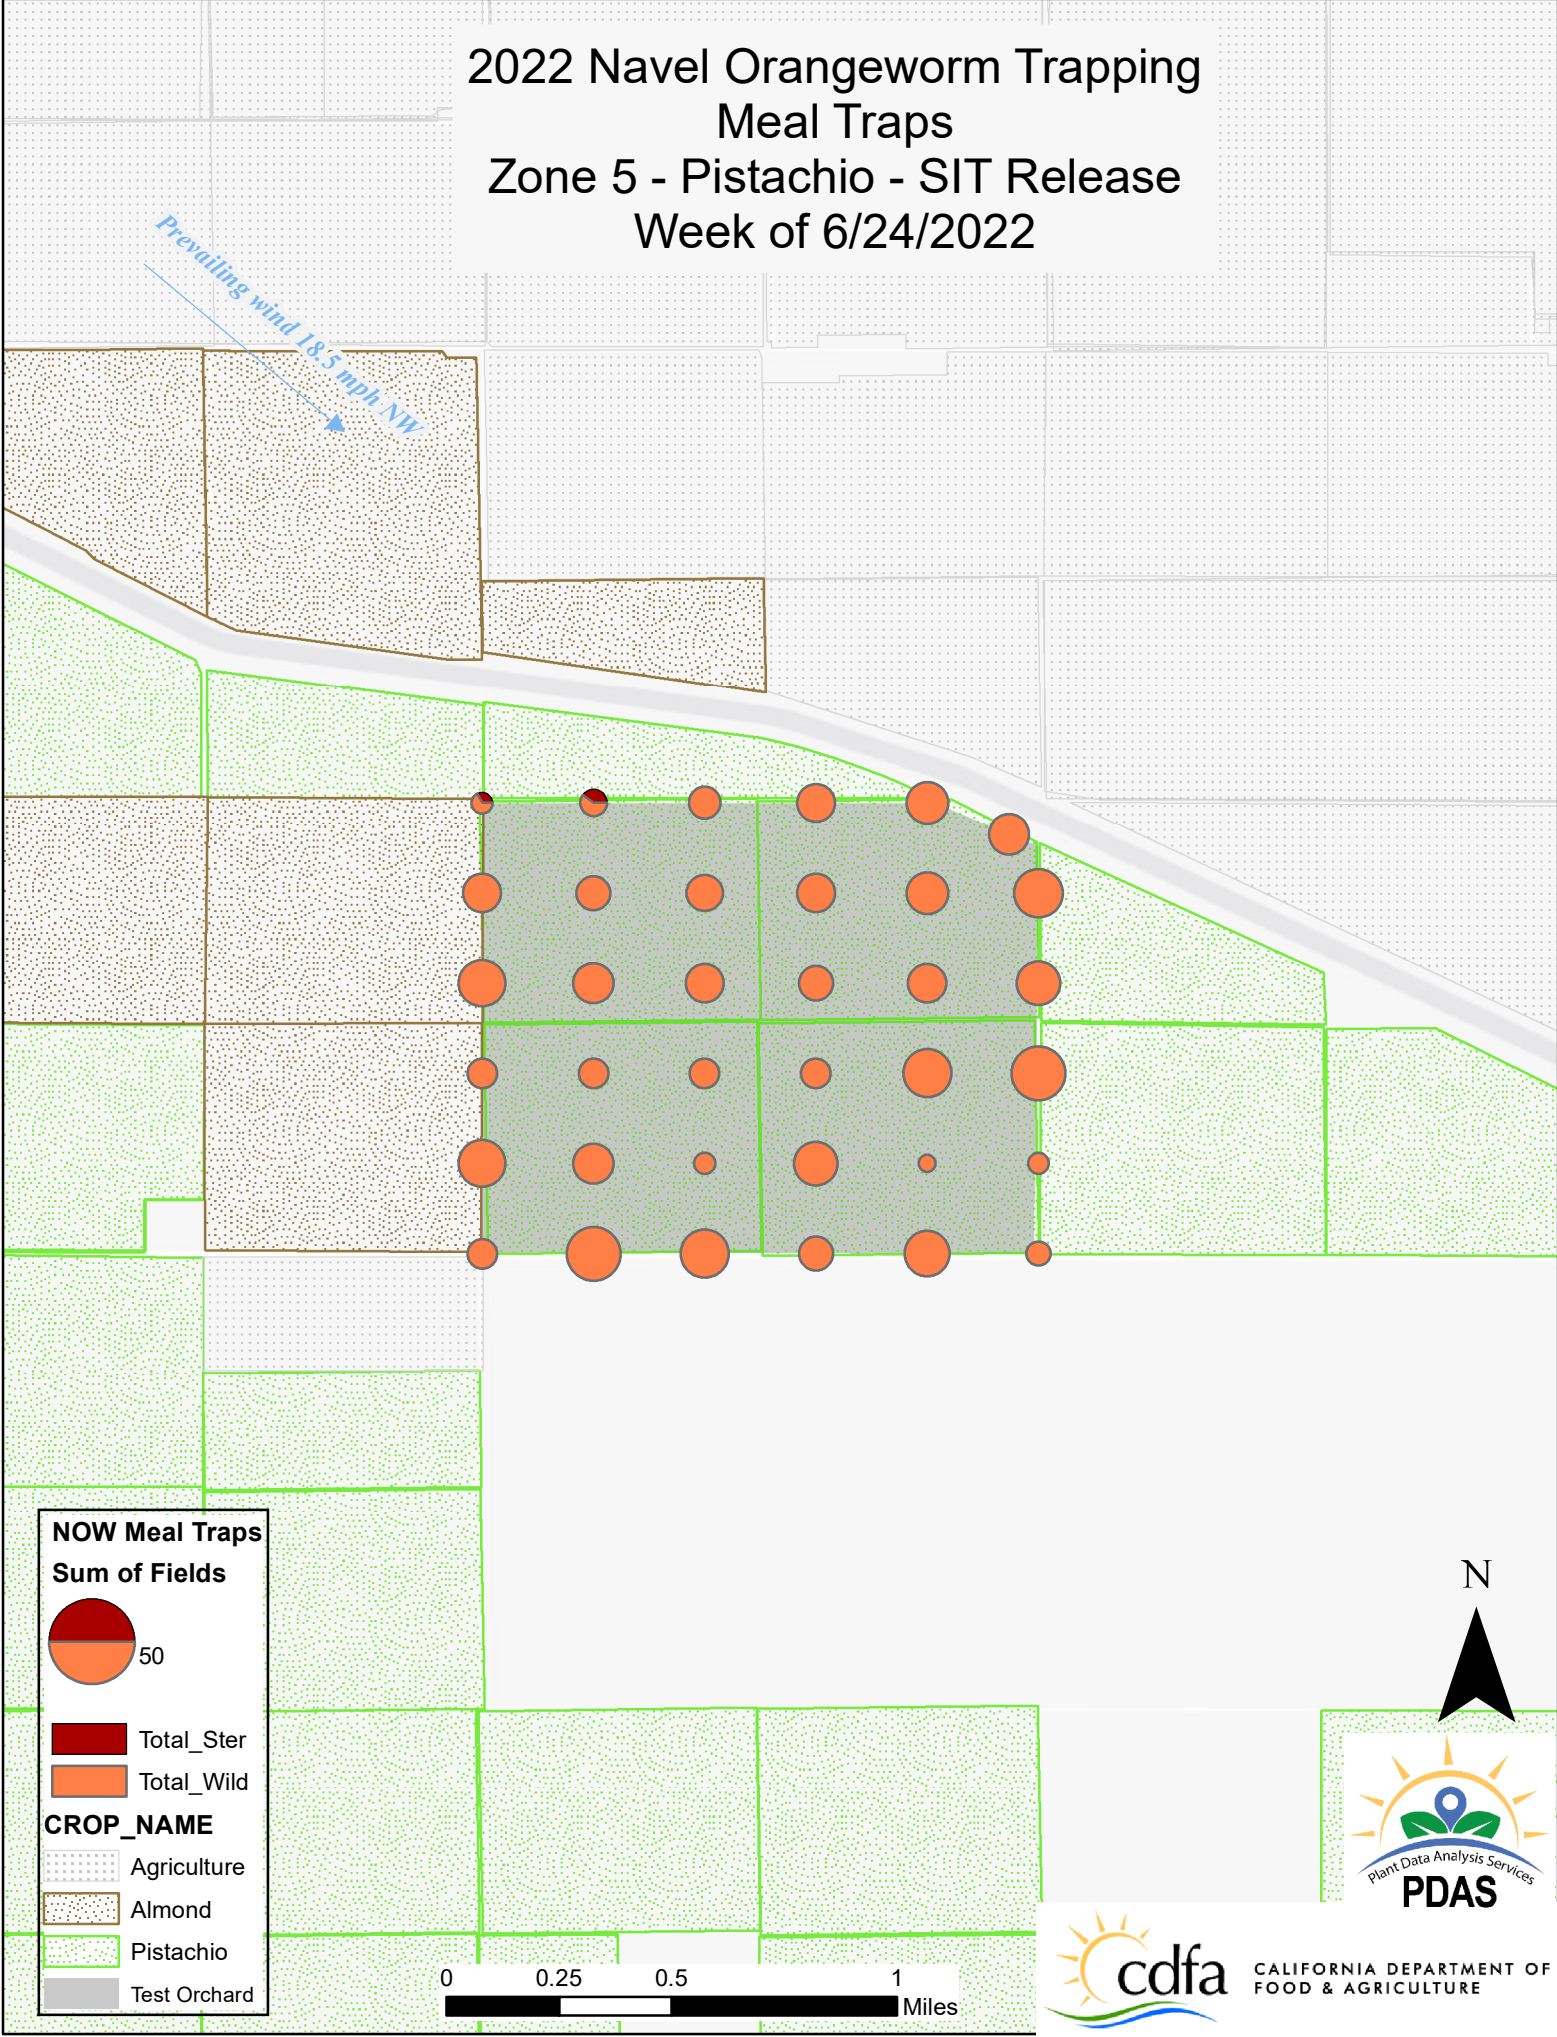 2022 Navel Orangeworm Trapping
Meal Traps
Zone 5 - Pistachio - SIT Release
Week of 6/24/2022
Prevailing wind 18.5 mph NW
NOW Meal Traps
Sum of Fields
50
Total_Ster
Total_Wild
CROP_NAME
Agriculture
Almond
Pistachio
Test Orchard
0 0.25 0.5 1
Miles
N
Plant Data Analysis Services
PDAS
cdfa
CALIFORNIA DEPARTMENT OF
FOOD & AGRICULTURE